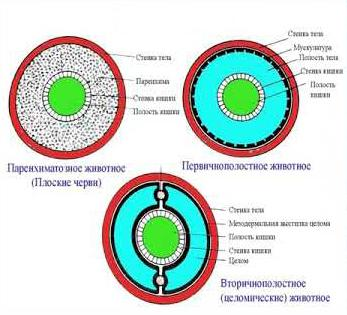 Стенка тела
Паренхима
Стенка кишки
Полость кишки
Паренхиматозное животное
(Плоские черви)
Стенка тела
Мускулатура
Полость тела
Стенка кишки
Полость
кишки
Первичнополостное животное
Стенка тела
Мезодермальная выстилка целома
Полость кишки
Стенка кишки
Целом
Вторичнополостное
(целомическое) животное